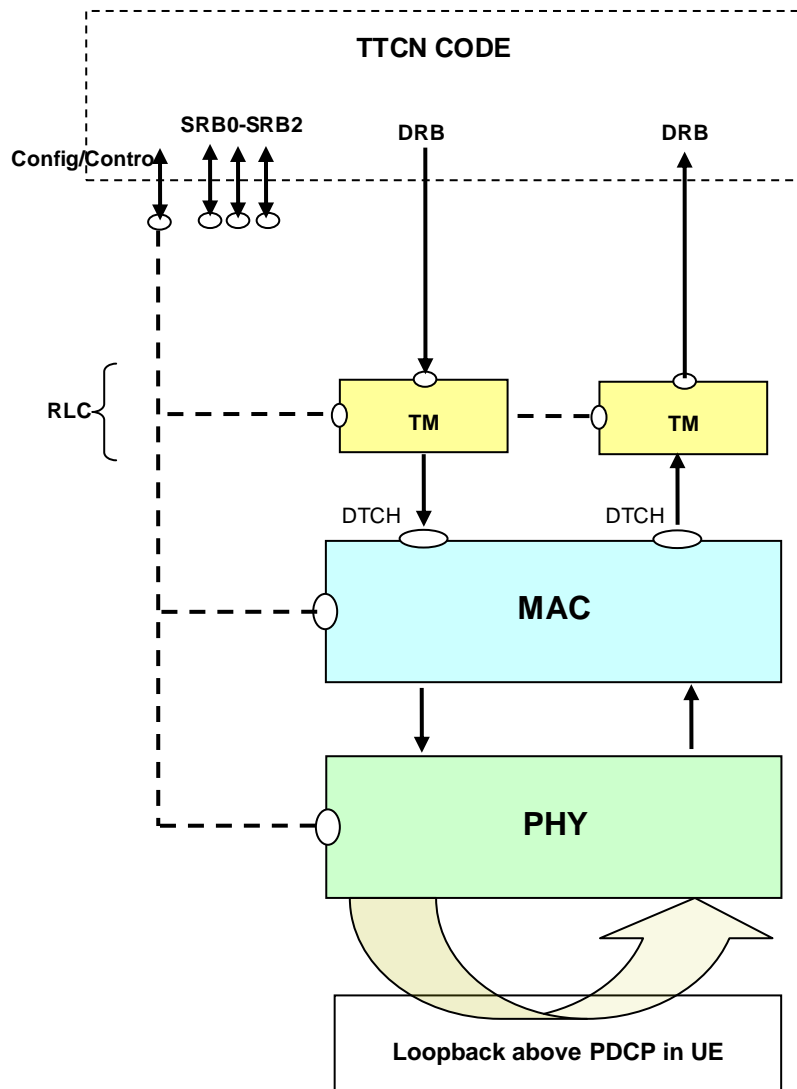 TTCN CODE
SRB0-SRB2
DRB
DRB
Config/Contro
RLC
TM
TM
DTCH
DTCH
MAC
PHY
Loopback above PDCP in UE